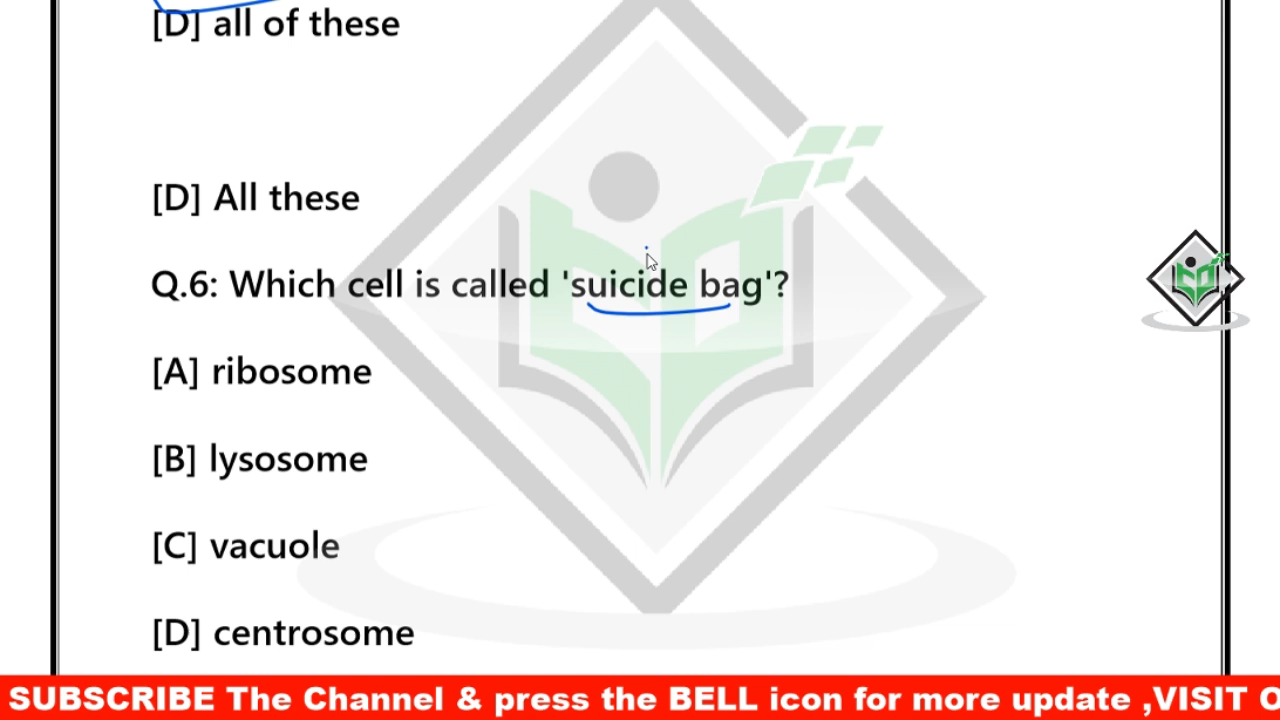 [D] all of these
[D] All these
Q.6: Which cell is called 'suicide bag'?
[A] ribosome
[B] lysosome
[C] vacuole
[D] centrosome
SUBSCRIBE The Channel & press the BELL icon for more update ,VISIT O